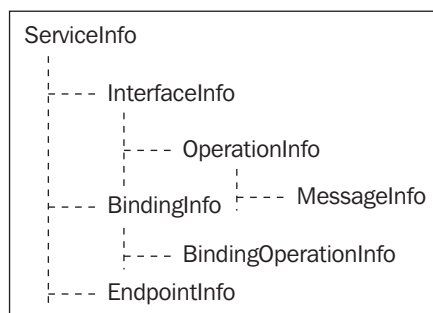 ServiceInfo
InterfaceInfo
OperationInfo
MessageInfo
BindingInfo
BindingOperationInfo
EndpointInfo